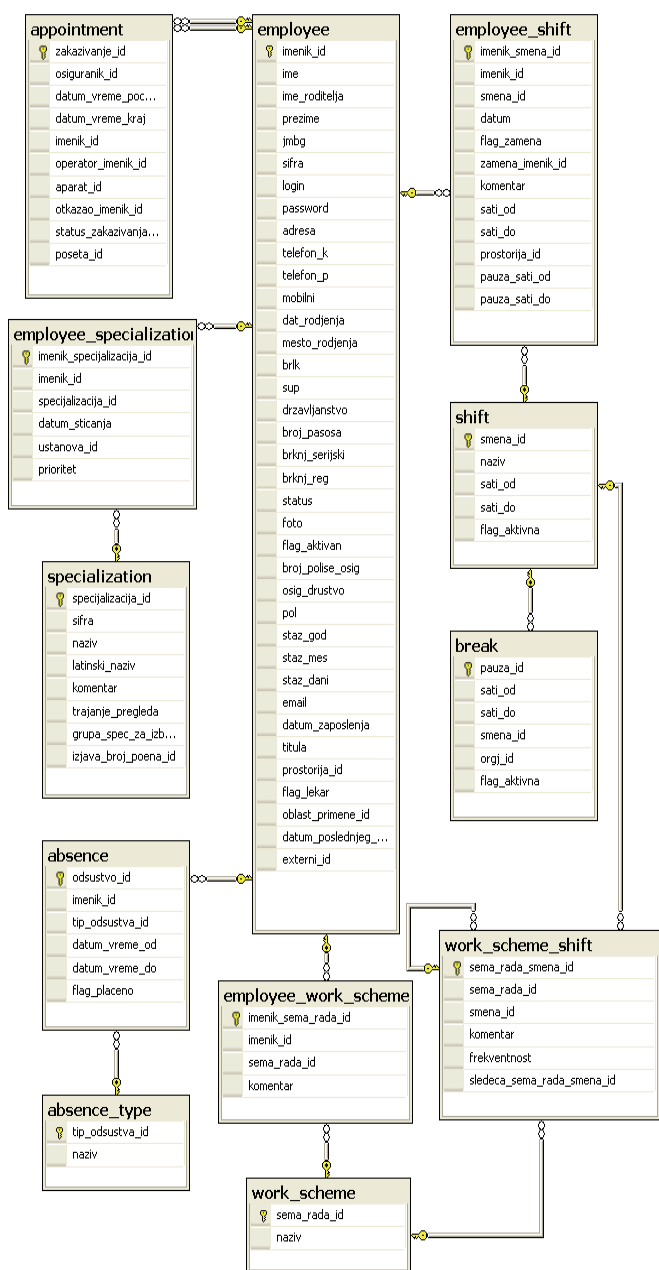 appointment
zakazivanje_id
osiguranik_id
datum_vreme_poc...
datum_vreme_kraj
imenik_id
operator_imenik_id
aparat_id
otkazao_imenik_id
status_zakazivanja...
poseta_id
employee_specialization
imenik_specijalizacija_id
imenik_id
specijalizacija_id
datum_sticanja
ustanova_id
prioritet
specialization
specijalizacija_id
sifra
naziv
latinski_naziv
komentar
trajanje_pregleda
grupa_spec_za_izb...
izjava_broj_poena_id
absence
odsustvo_id
imenik_id
tip_odsustva_id
datum_vreme_od
datum_vreme_do
flag_placeno
absence_type
tip_odsustva_id
naziv
employee
imenik_id
ime
ime_roditelja
prezime
jmbg
sifra
login
password
adresa
telefon_k
telefon_p
mobilni
dat_rodjenja
mesto_rodjenja
brlk
sup
drzavljanstvo
broj_pasosa
brknj_serijski
brknj_reg
status
foto
flag_aktivan
broj_polise_osig
osig_drustvo
pol
staz_god
staz_mes
staz_dani
email
datum_zaposlenja
titula
prostorija_id
flag_lekar
oblast_primene_id
datum_poslednjeg_...
externi_id
employee_work_scheme
imenik_sema_rada_id
imenik_id
sema_rada_id
komentar
work_scheme
sema_rada_id
naziv
employee_shift
imenik_smena_id
imenik_id
smena_id
datum
flag_zamena
zamena_imenik_id
komentar
sati_od
sati_do
prostorija_id
pauza_sati_od
pauza_sati_do
shift
smena_id
naziv
sati_od
sati_do
flag_aktivna
break
pauza_id
sati_od
sati_do
smena_id
orgj_id
flag_aktivna
work_scheme_shift
sema_rada_smena_id
sema_rada_id
smena_id
komentar
frekventnost
sledeca_sema_rada_smena_id